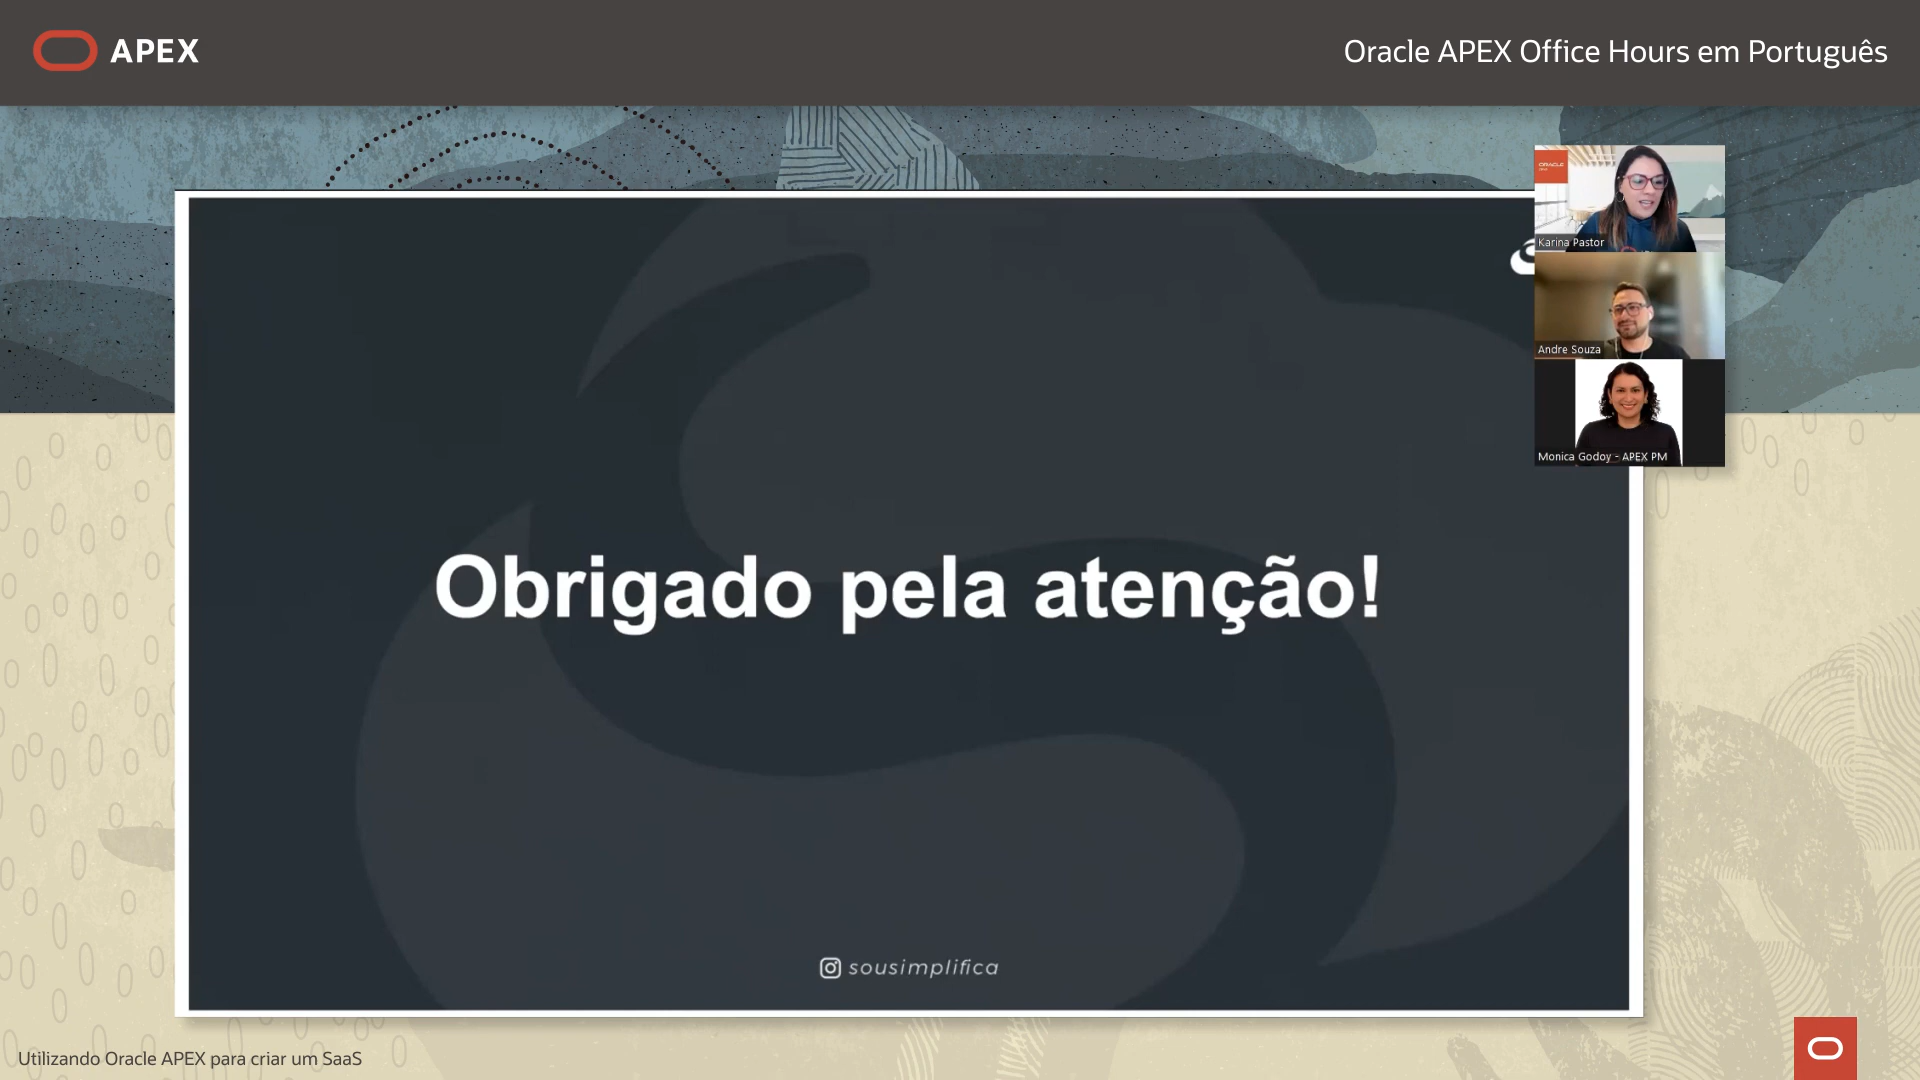 APEX
Oracle APEX Office Hours em Português
ORACLE
Karina Pastor
Andre Souza
Monica Godoy - APEX PM
Obrigado pela atenção!
sousimplifica
Utilizando Oracle APEX para criar um SaaS